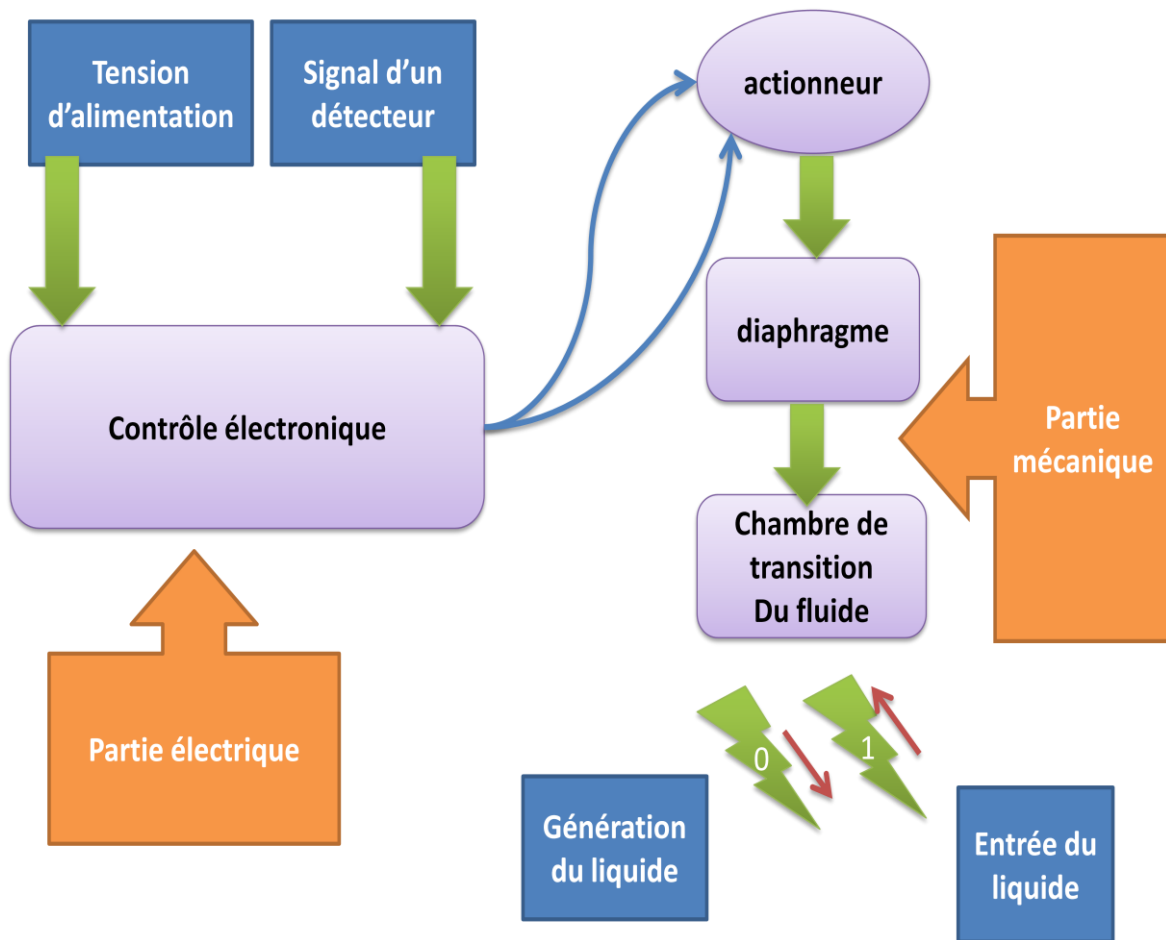 Tension
d'alimentation
Signal d'un
détecteur
actionneur
diaphragme
Contrôle électronique
Partie
mécanique
Chambre de
transition
Du fluide
Partie électrique
0
1
Génération
du liquide
Entrée du
liquide